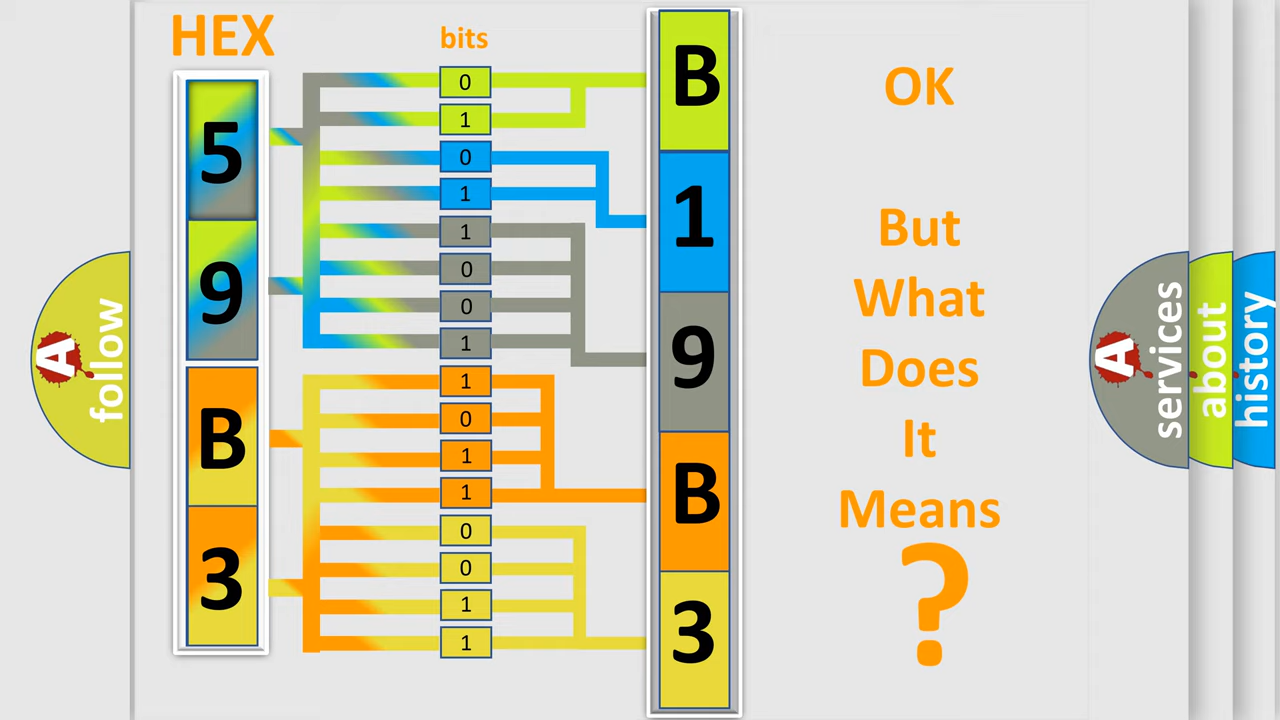 HEX
bits
5
9
B
3
0
1
0
1
1
0
0
1
1
0
1
1
0
0
1
1
B
1
9
B
3
OK
But
What
Does
It
Means
?
A
follow
A
services
about
history